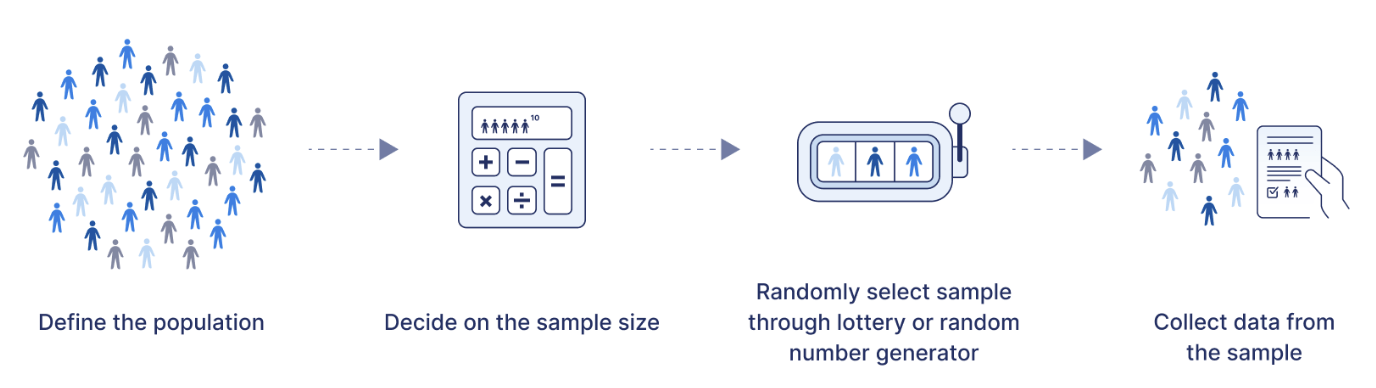 10
+
−
=
×
÷
Define the population
Decide on the sample size
Randomly select sample
through lottery or random
number generator
Collect data from
the sample